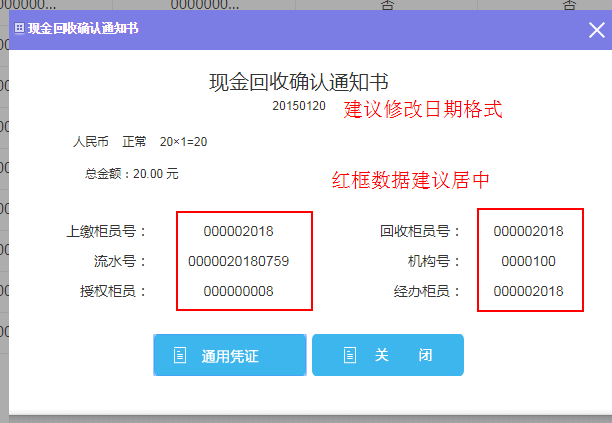 000000... 0000000... 否 否
现金回收确认通知书
现金回收确认通知书
20150120 建议修改日期格式
人民币 正常 20×1=20
总金额：20.00 元
红框数据建议居中
上缴柜员号： 000002018 回收柜员号： 000002018
流水号： 0000020180759 机构号： 0000100
授权柜员： 000000008 经办柜员： 000002018
通用凭证 关 闭